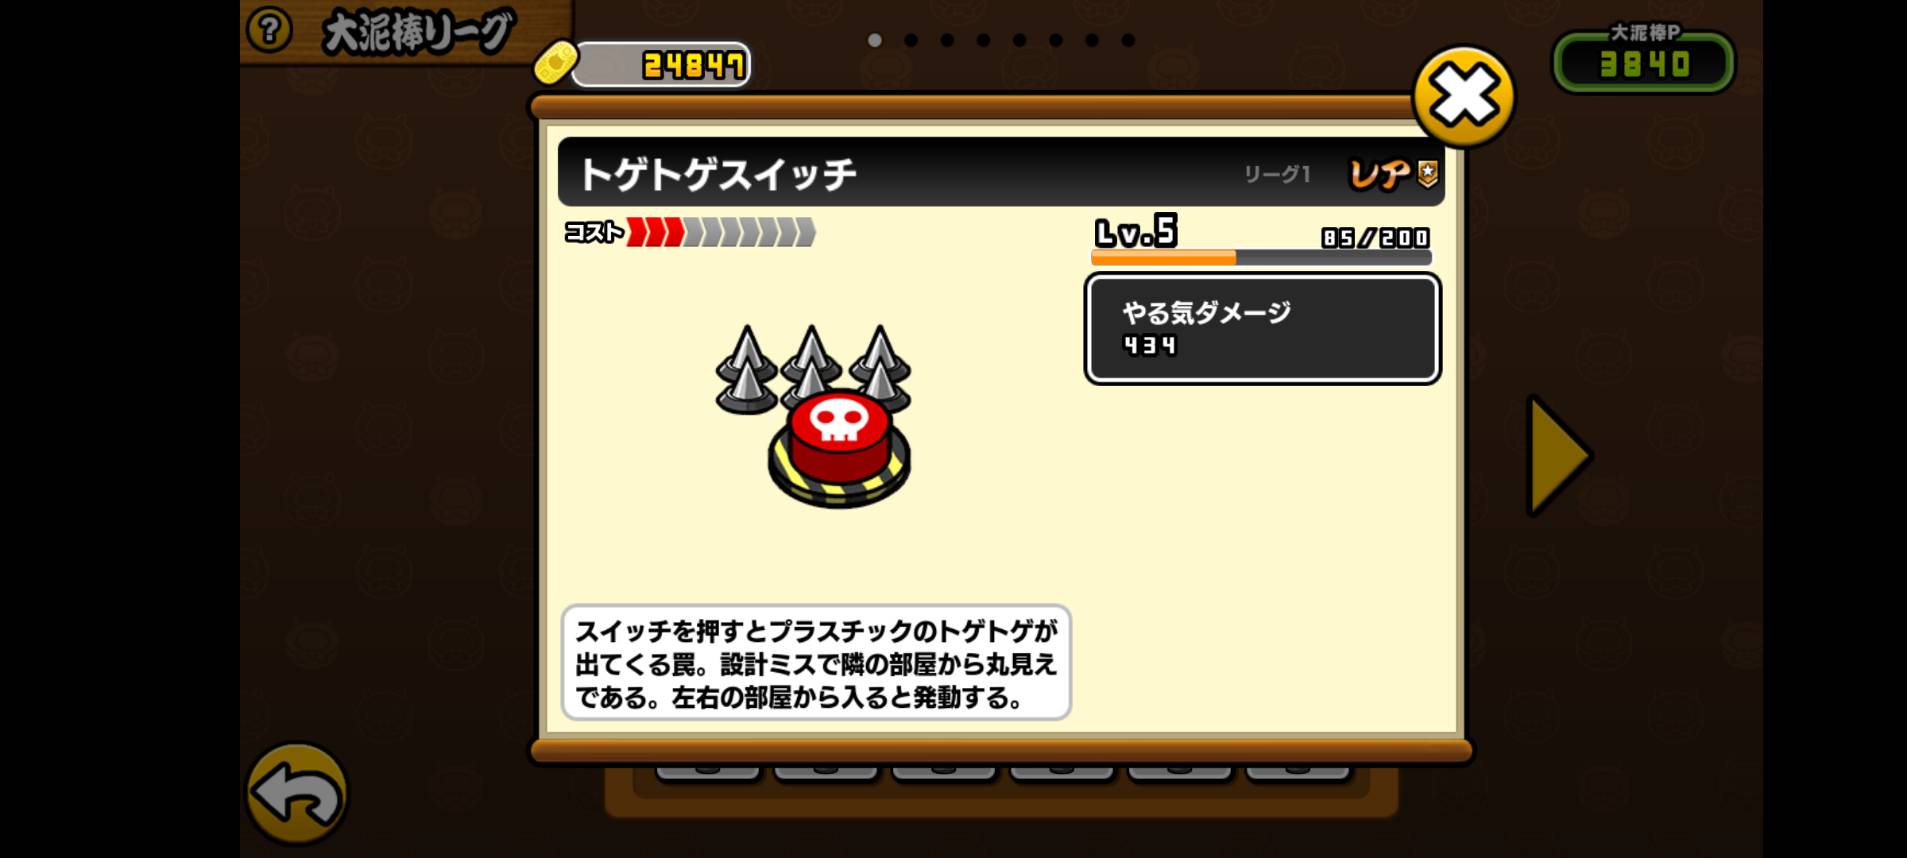 ?
大泥棒リーグ
24847
大泥棒P
3840
トゲトゲスイッチ
リーグ1
レア
コスト
Lv.5
85/200
やる気ダメージ
434
スイッチを押すとプラスチックのトゲトゲが
出てくる罠。設計ミスで隣の部屋から丸見え
である。左右の部屋から入ると発動する。